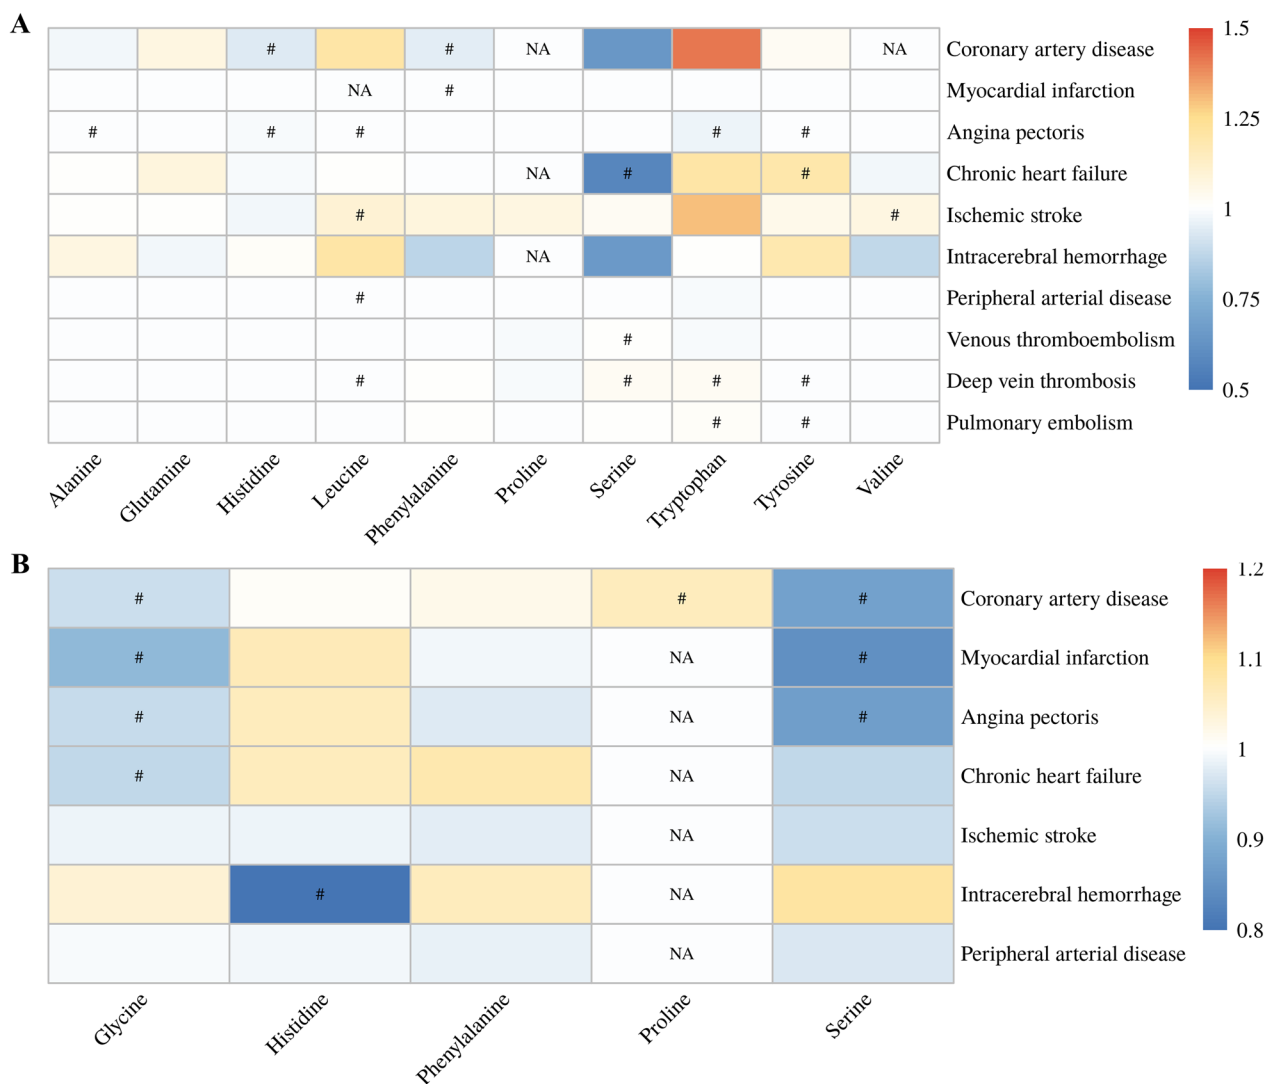 A
# # NA NA Coronary artery disease 1.5
NA # Myocardial infarction
1.25
# # # # # Angina pectoris
NA # # Chronic heart failure
# # Ischemic stroke 1
NA Intracerebral hemorrhage
# Peripheral arterial disease 0.75
# Venous thromboembolism
# # # # Deep vein thrombosis 0.5
# # Pulmonary embolism
Alanine Glutamine Histidine Leucine Phenylalanine Proline Serine Tryptophan Tyrosine Valine
B
1.2
# # # Coronary artery disease
# NA # Myocardial infarction 1.1
# NA # Angina pectoris
1
# NA Chronic heart failure
NA Ischemic stroke 0.9
# NA Intracerebral hemorrhage
0.8
NA Peripheral arterial disease
Glycine Histidine Phenylalanine Proline Serine